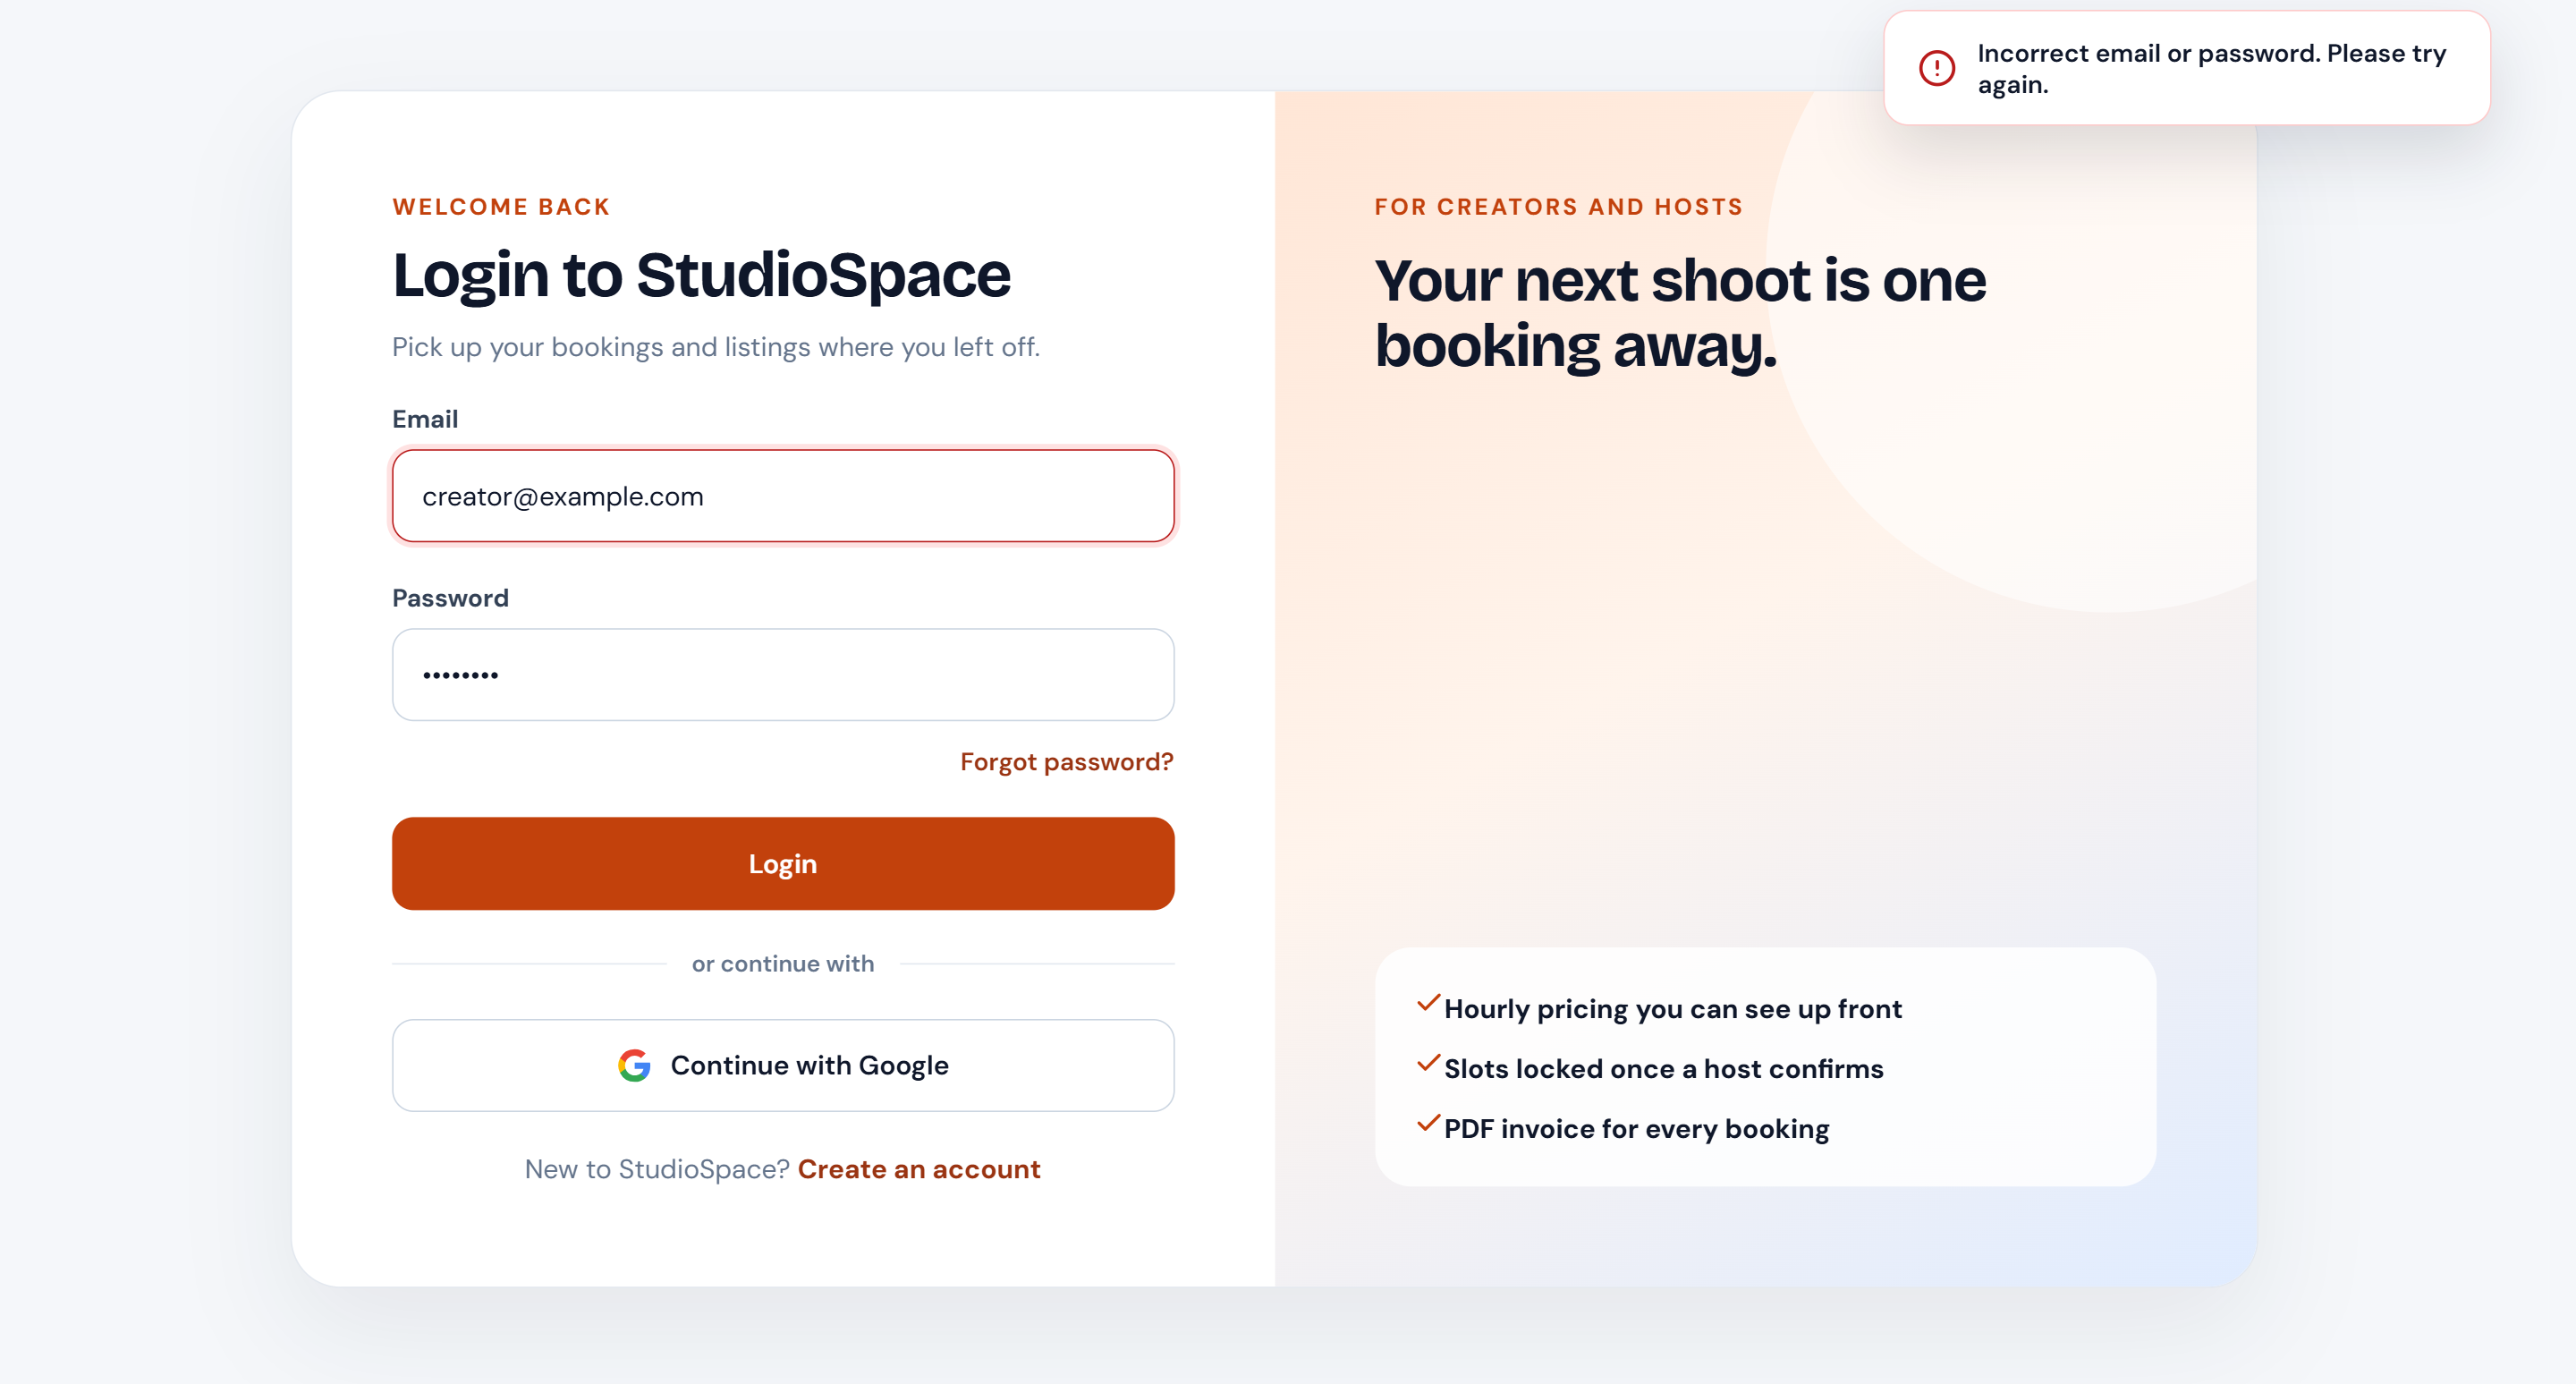 Incorrect email or password. Please try
again.
WELCOME BACK
Login to StudioSpace
Pick up your bookings and listings where you left off.
Email
creator@example.com
Password
••••••••
Forgot password?
Login
or continue with
Continue with Google
New to StudioSpace? Create an account
FOR CREATORS AND HOSTS
Your next shoot is one
booking away.
Hourly pricing you can see up front
Slots locked once a host confirms
PDF invoice for every booking